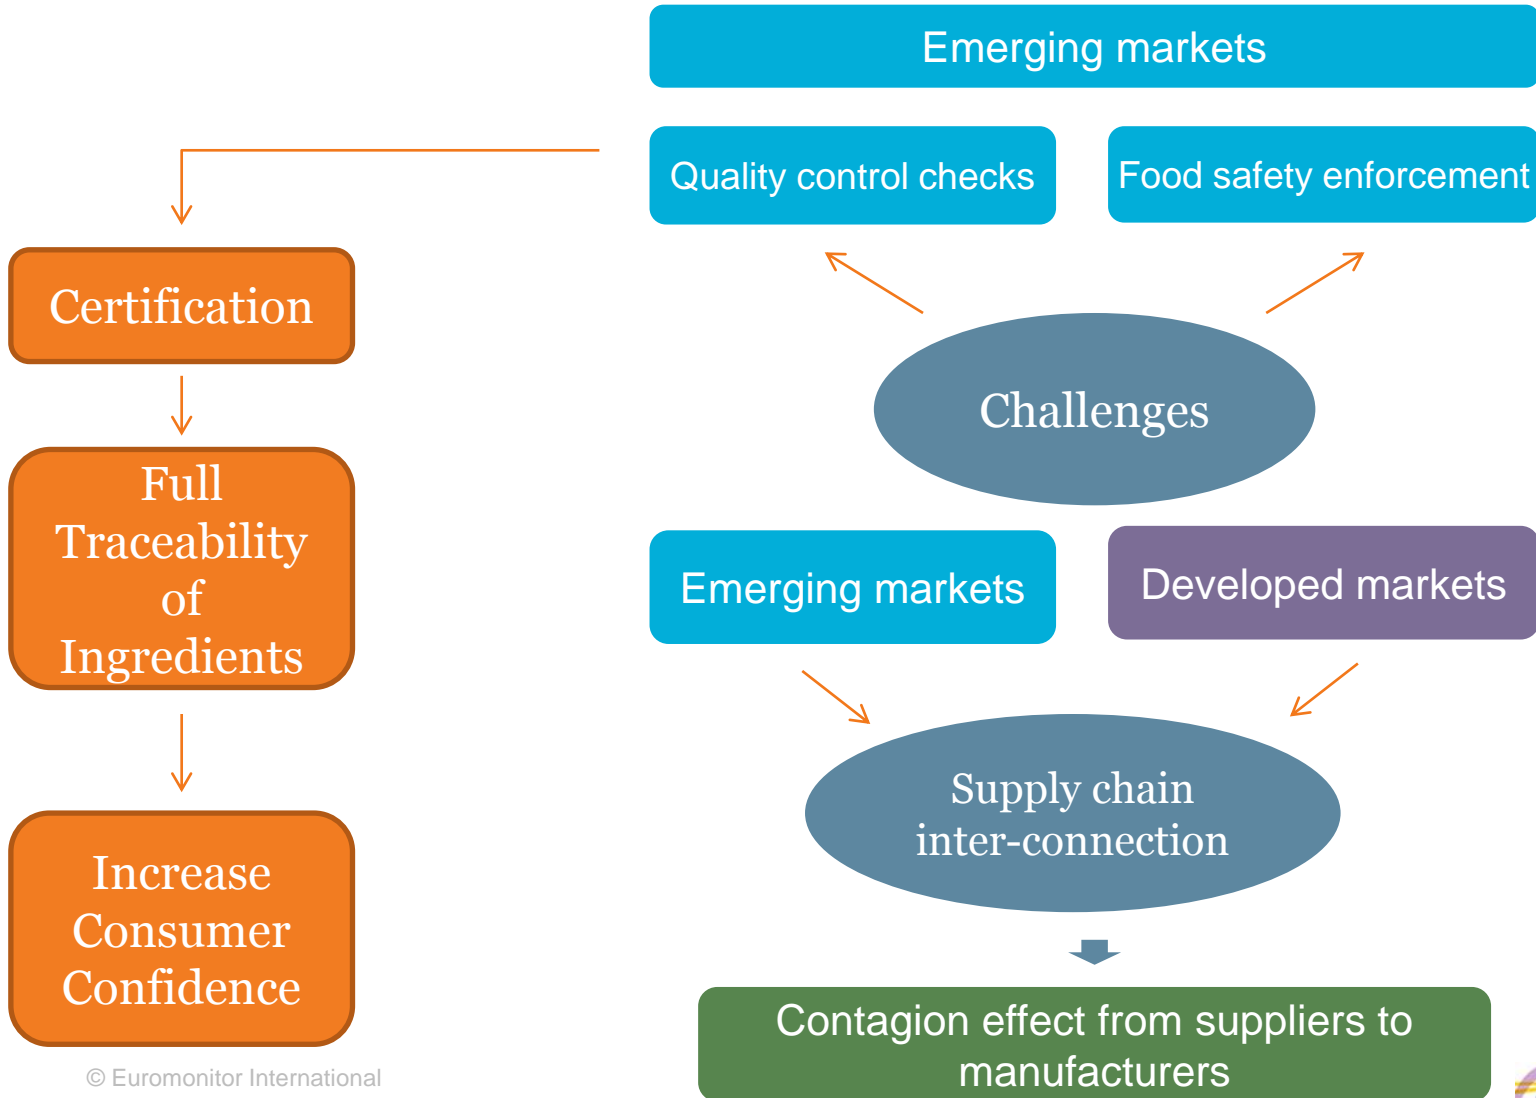 Emerging markets
Quality control checks
Food safety enforcement
Certification
Challenges
Full
Traceability
of
Ingredients
Emerging markets
Developed markets
Supply chain
inter-connection
Increase
Consumer
Confidence
Contagion effect from suppliers to
manufacturers
© Euromonitor International